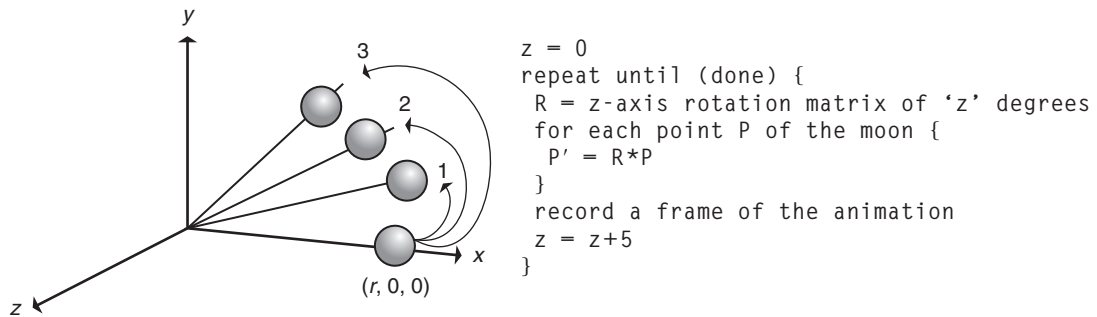 y
3
2
1
x
(r, 0, 0)
z
z = 0
repeat until (done) {
R = z-axis rotation matrix of ‘z’ degrees
for each point P of the moon {
P′ = R*P
}
record a frame of the animation
z = z+5
}